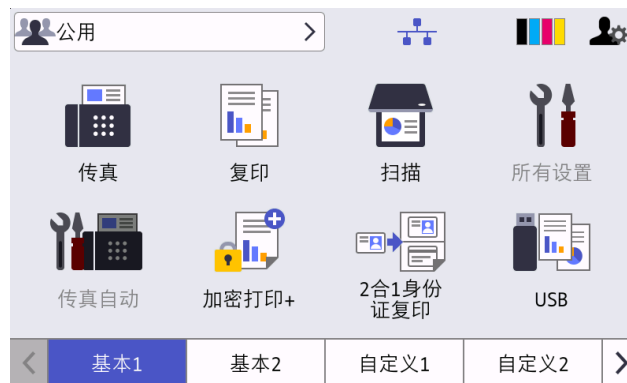 公用
传真
复印
扫描
所有设置
传真自动
加密打印+
2合1身份
证复印
USB
基本1
基本2
自定义1
自定义2